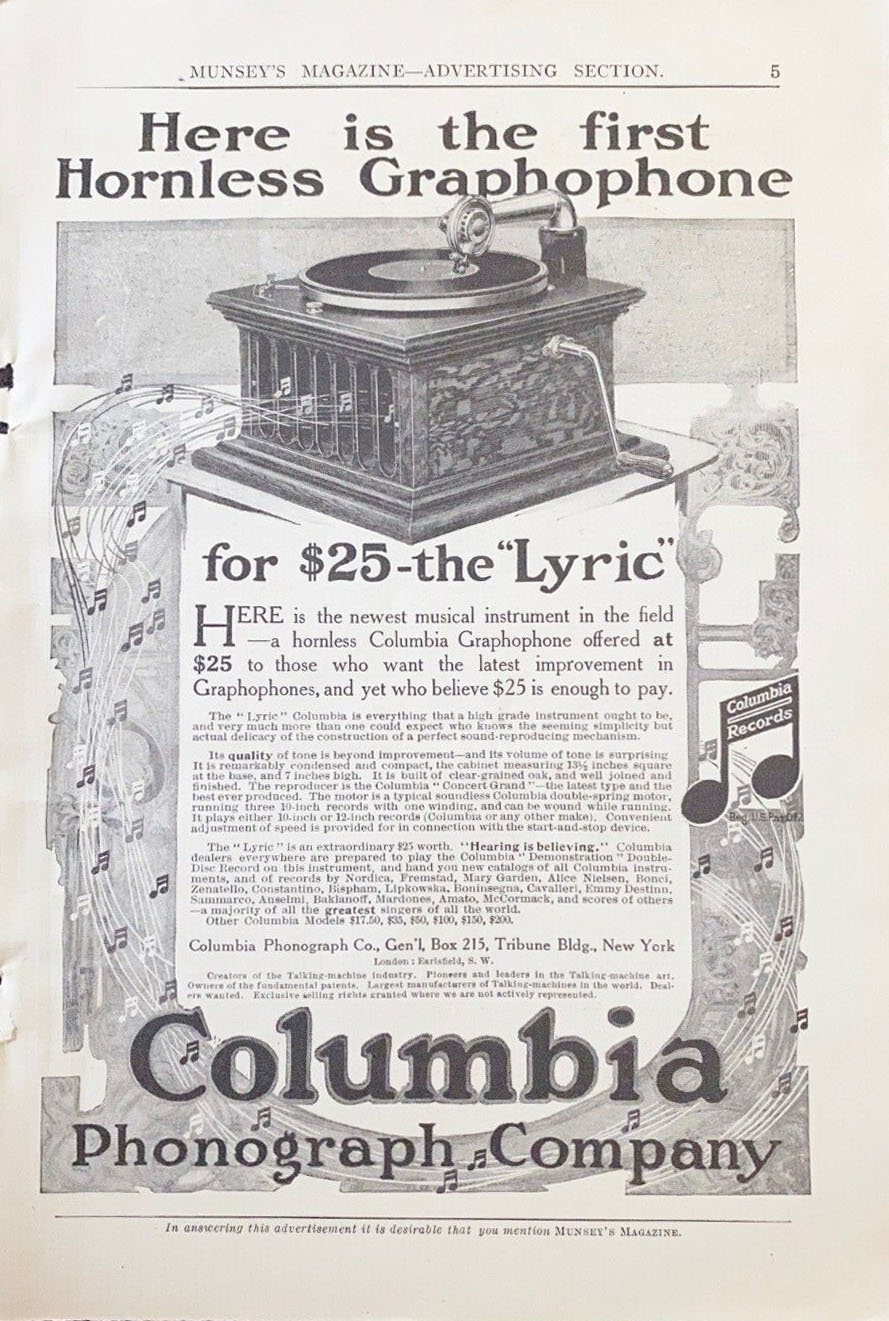 MUNSEY'S MAGAZINE—ADVERTISING SECTION. 5
Here is the first
Hornless Graphophone
for $25-the "Lyric"
HERE is the newest musical instrument in the field
—a hornless Columbia Graphophone offered at
$25 to those who want the latest improvement in
Graphophones, and yet who believe $25 is enough to pay.
The "Lyric" Columbia is everything that a high grade instrument ought to be,
and very much more than one could expect who knows the seeming simplicity but
actual delicacy of the construction of a perfect sound-reproducing mechanism.
Its quality of tone is beyond improvement—and its volume of tone is surprising
It is remarkably condensed and compact, the cabinet measuring 13½ inches square
at the base, and 7 inches high. It is built of clear-grained oak, and well joined and
finished. The reproducer is the Columbia "Concert Grand"—the latest type and the
best ever produced. The motor is a typical soundless Columbia double-spring motor,
running three 10-inch records with one winding, and can be wound while running.
It plays either 10-inch or 12-inch records (Columbia or any other make). Convenient
adjustment of speed is provided for in connection with the start-and-stop device.
The "Lyric" is an extraordinary $25 worth. "Hearing is believing." Columbia
dealers everywhere are prepared to play the Columbia "Demonstration" Double-
Disc Record on this instrument, and hand you new catalogs of all Columbia instru-
ments, and of records by Nordica, Fremstad, Mary Garden, Alice Nielsen, Bonci,
Zenatello, Constantino, Bispham, Lipkowska, Boninsegna, Cavalieri, Emmy Destinn,
Sammarco, Anselmi, Baklanoff, Mardones, Amato, McCormack, and scores of others
—a majority of all the greatest singers of all the world.
Other Columbia Models $17.50, $35, $50, $100, $150, $200.
Columbia Phonograph Co., Gen'l, Box 215, Tribune Bldg., New York
London: Earlsfield, S. W.
Creators of the Talking-machine industry. Pioneers and leaders in the Talking-machine art.
Owners of the fundamental patents. Largest manufacturers of Talking-machines in the world. Deal-
ers wanted. Exclusive selling rights granted where we are not actively represented.
Columbia
Records
Reg. U.S. Pat. Off.
Columbia
Phonograph Company
In answering this advertisement it is desirable that you mention MUNSEY'S MAGAZINE.